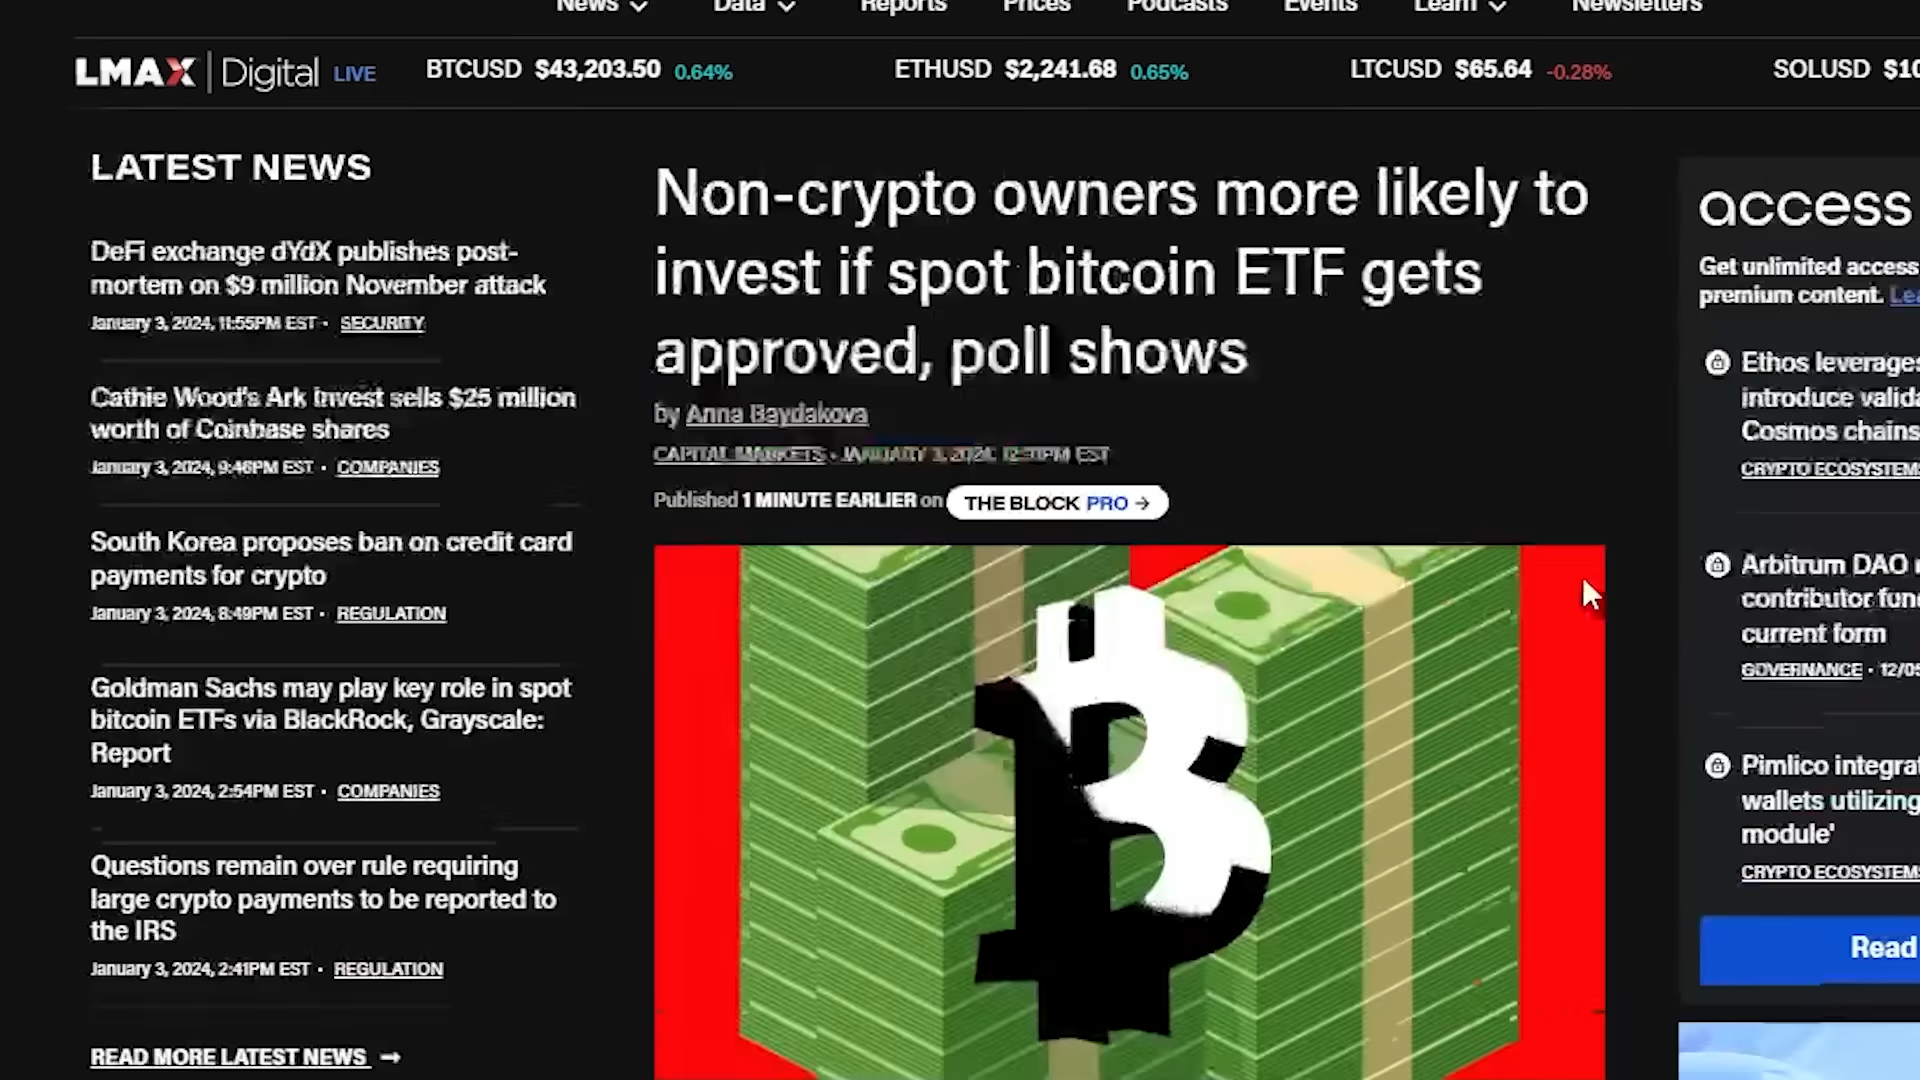 News
Data
Reports
Prices
Podcasts
Events
Learn
Newsletters
LMAX Digital LIVE
BTCUSD $43,203.50 0.64%
ETHUSD $2,241.68 0.65%
LTCUSD $65.64 -0.28%
SOLUSD $10
LATEST NEWS
DeFi exchange dYdX publishes post-
mortem on $9 million November attack
January 3, 2024, 11:55PM EST · SECURITY
Cathie Wood's Ark Invest sells $25 million
worth of Coinbase shares
January 3, 2024, 9:46PM EST · COMPANIES
South Korea proposes ban on credit card
payments for crypto
January 3, 2024, 8:49PM EST · REGULATION
Goldman Sachs may play key role in spot
bitcoin ETFs via BlackRock, Grayscale:
Report
January 3, 2024, 2:54PM EST · COMPANIES
Questions remain over rule requiring
large crypto payments to be reported to
the IRS
January 3, 2024, 2:41PM EST · REGULATION
READ MORE LATEST NEWS →
Non-crypto owners more likely to
invest if spot bitcoin ETF gets
approved, poll shows
by Anna Baydakova
CAPITAL MARKETS · JANUARY 3, 2024, EST
Published 1 MINUTE EARLIER on THE BLOCK PRO →
access
Get unlimited access
premium content. Lea
Ethos leverages
introduce valida
Cosmos chains
CRYPTO ECOSYSTEMS
Arbitrum DAO
contributor fun
current form
GOVERNANCE · 12/05
Pimlico integrat
wallets utilizing
module'
CRYPTO ECOSYSTEMS
Read